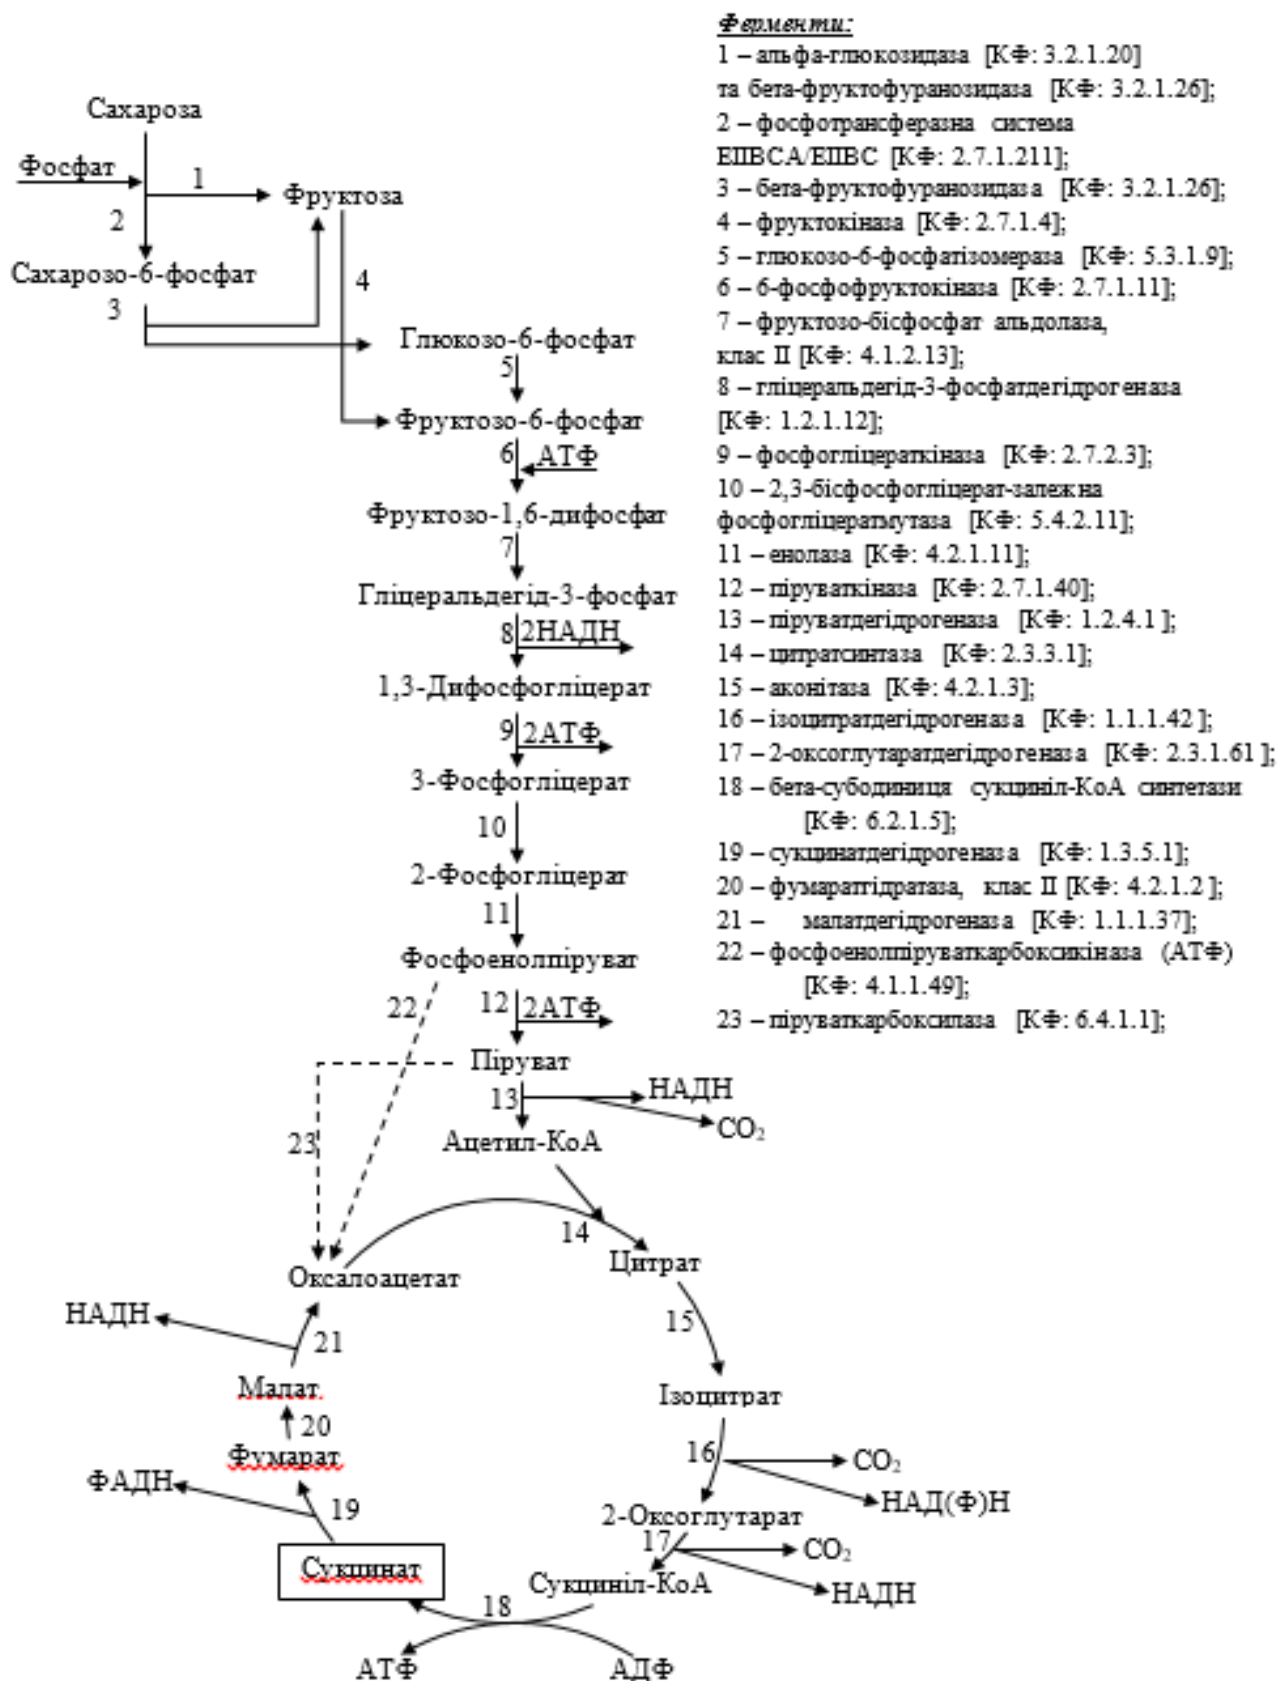 Ферменти:
1 – альфа-глюкозидаза [КФ: 3.2.1.20]
та бета-фруктофуранозидаза [КФ: 3.2.1.26];
2 – фосфотрансферазна система
ЕІІВСА/ЕІІВС [КФ: 2.7.1.211];
3 – бета-фруктофуранозидаза [КФ: 3.2.1.26];
4 – фруктокіназа [КФ: 2.7.1.4];
5 – глюкозо-6-фосфатізомераза [КФ: 5.3.1.9];
6 – 6-фосфофруктокіназа [КФ: 2.7.1.11];
7 – фруктозо-бісфосфат альдолаза,
клас ІІ [КФ: 4.1.2.13];
8 – гліцеральдегід-3-фосфатдегідрогеназа
[КФ: 1.2.1.12];
9 – фосфогліцераткіназа [КФ: 2.7.2.3];
10 – 2,3-бісфосфогліцерат-залежна
фосфогліцератмутаза [КФ: 5.4.2.11];
11 – енолаза [КФ: 4.2.1.11];
12 – піруваткіназа [КФ: 2.7.1.40];
13 – піруватдегідрогеназа [КФ: 1.2.4.1];
14 – цитратсинтаза [КФ: 2.3.3.1];
15 – аконітаза [КФ: 4.2.1.3];
16 – ізоцитратдегідрогеназа [КФ: 1.1.1.42];
17 – 2-оксоглутаратдегідрогеназа [КФ: 2.3.1.61];
18 – бета-субодиниця сукциніл-КоА синтетази
[КФ: 6.2.1.5];
19 – сукцинатдегідрогеназа [КФ: 1.3.5.1];
20 – фумаратгідратаза, клас ІІ [КФ: 4.2.1.2];
21 – малатдегідрогеназа [КФ: 1.1.1.37];
22 – фосфоенолпіруваткарбоксикіназа (АТФ)
[КФ: 4.1.1.49];
23 – піруваткарбоксилаза [КФ: 6.4.1.1];
Сахароза
Фосфат
1
Фруктоза
2
Сахарозо-6-фосфат
4
3
Глюкозо-6-фосфат
5
Фруктозо-6-фосфат
6
АТФ
Фруктозо-1,6-дифосфат
7
Гліцеральдегід-3-фосфат
8
2НАДН
1,3-Дифосфогліцерат
9
2АТФ
3-Фосфогліцерат
10
2-Фосфогліцерат
11
Фосфоенолпіруват
22
12
2АТФ
Піруват
13
НАДН
СО₂
23
Ацетил-КоА
14
Цитрат
Оксалоацетат
НАДН
21
15
Малат
Ізоцитрат
20
16
СО₂
Фумарат
ФАДН
НАД(Ф)Н
19
2-Оксоглутарат
17
СО₂
Сукцинат
Сукциніл-КоА
НАДН
18
АТФ
АДФ